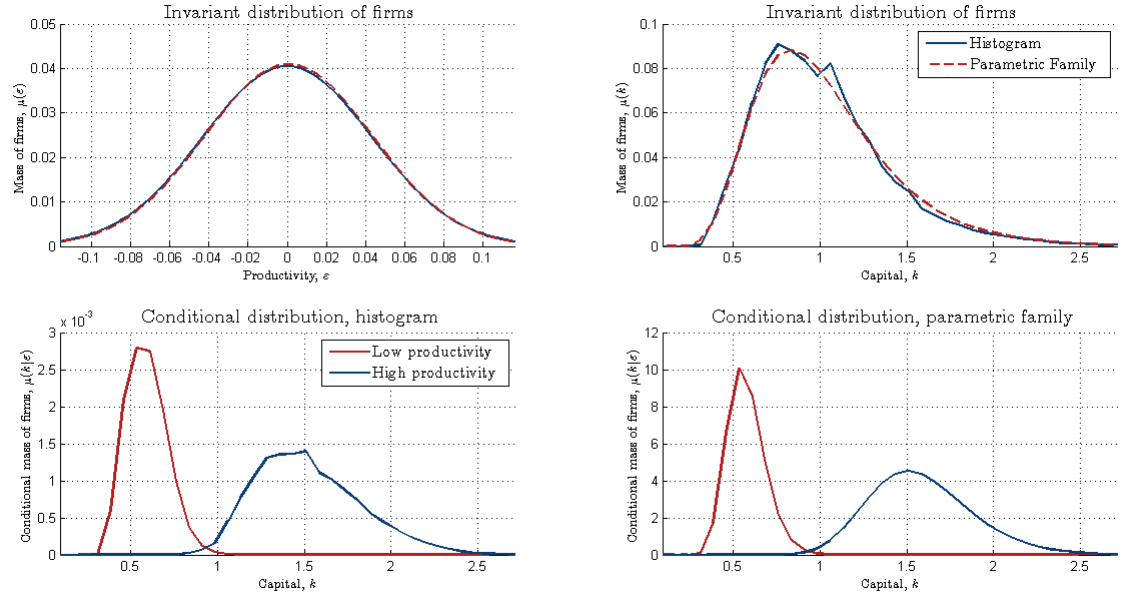 Invariant distribution of firms
0.05
0.04
0.03
0.02
0.01
0
Mass of firms, μ(ε)
-0.1 -0.08 -0.06 -0.04 -0.02 0 0.02 0.04 0.06 0.08 0.1
Productivity, ε
Invariant distribution of firms
0.1
0.08
0.06
0.04
0.02
0
Mass of firms, μ(k)
Histogram
Parametric Family
0.5 1 1.5 2 2.5
Capital, k
Conditional distribution, histogram
x 10⁻³
3
2.5
2
1.5
1
0.5
0
Conditional mass of firms, μ(k|ε)
Low productivity
High productivity
0.5 1 1.5 2 2.5
Capital, k
Conditional distribution, parametric family
12
10
8
6
4
2
0
Conditional mass of firms, μ(k|ε)
0.5 1 1.5 2 2.5
Capital, k